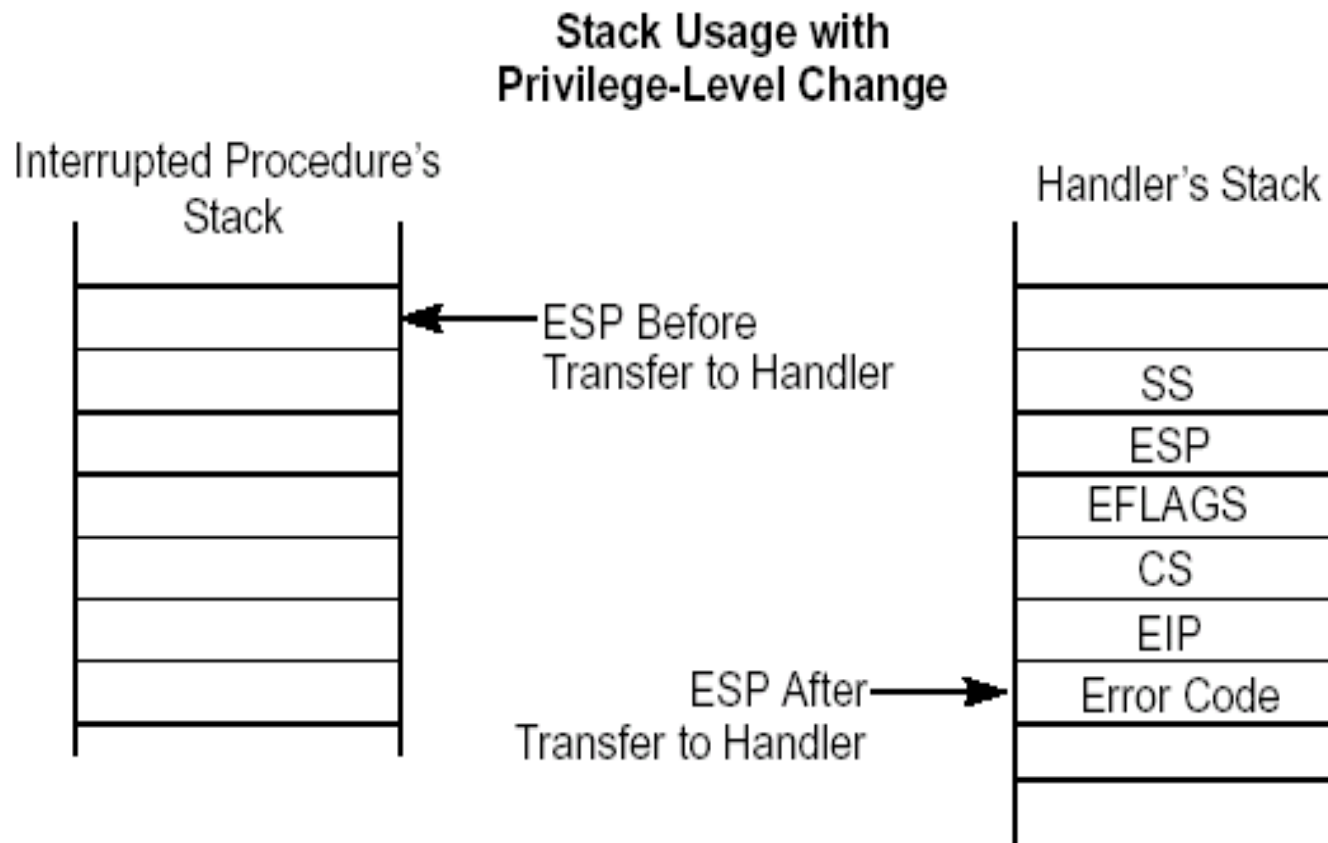 Stack Usage with
Privilege-Level Change
Interrupted Procedure's
Stack
Handler's Stack
ESP Before
Transfer to Handler
SS
ESP
EFLAGS
CS
EIP
Error Code
ESP After
Transfer to Handler